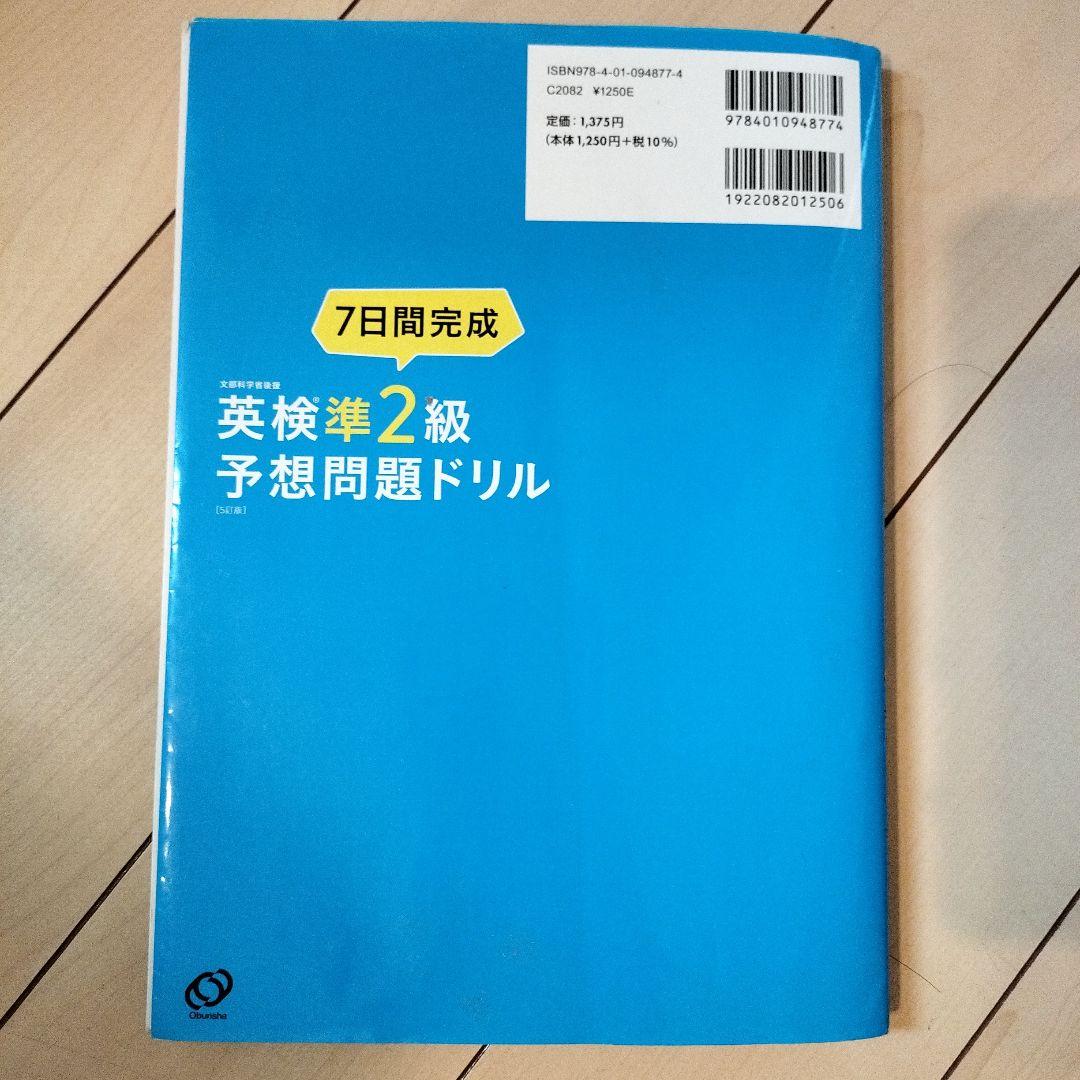 ISBN978-4-01-094877-4
C2082 ¥1250E
定価：1,375円
(本体1,250円＋税10％)
9784010948774
1922082012506
7日間完成
文部科学省後援
英検®準2級
予想問題ドリル
[5訂版]
Obunsha